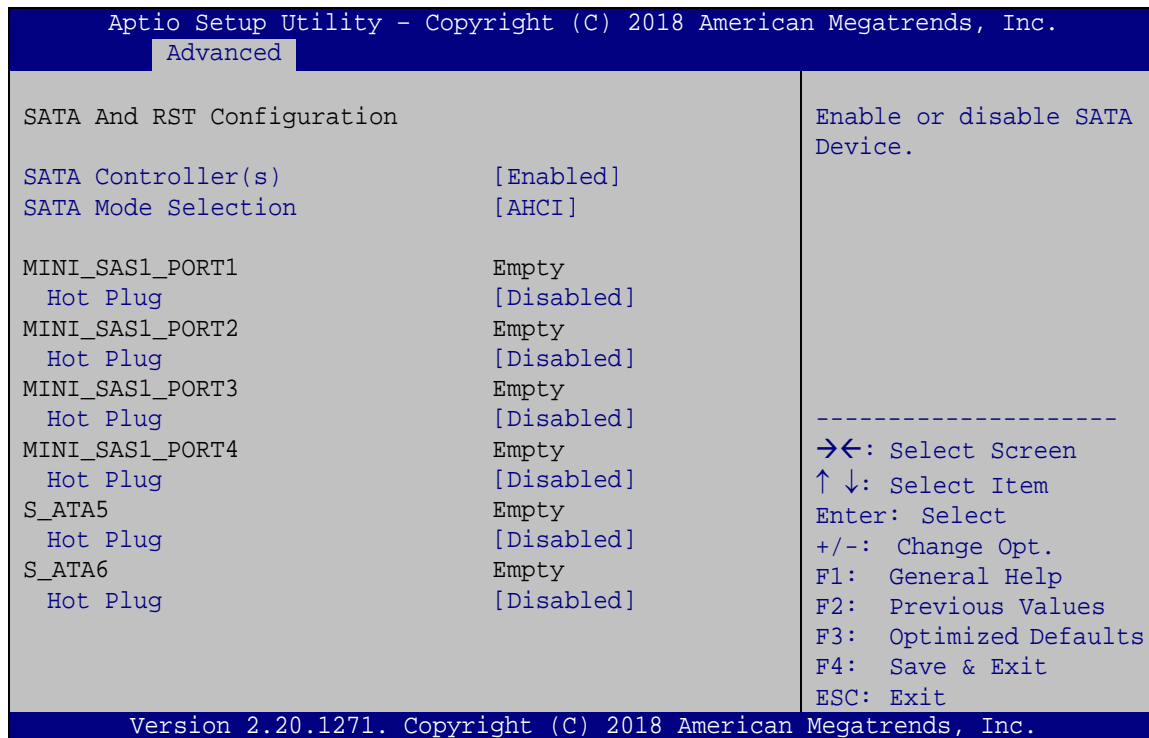 Aptio Setup Utility – Copyright (C) 2018 American Megatrends, Inc.
Advanced
SATA And RST Configuration
SATA Controller(s) [Enabled]
SATA Mode Selection [AHCI]
MINI_SAS1_PORT1 Empty
Hot Plug [Disabled]
MINI_SAS1_PORT2 Empty
Hot Plug [Disabled]
MINI_SAS1_PORT3 Empty
Hot Plug [Disabled]
MINI_SAS1_PORT4 Empty
Hot Plug [Disabled]
S_ATA5 Empty
Hot Plug [Disabled]
S_ATA6 Empty
Hot Plug [Disabled]
Enable or disable SATA
Device.
---------------------
→←: Select Screen
↑ ↓: Select Item
Enter: Select
+/-: Change Opt.
F1: General Help
F2: Previous Values
F3: Optimized Defaults
F4: Save & Exit
ESC: Exit
Version 2.20.1271. Copyright (C) 2018 American Megatrends, Inc.